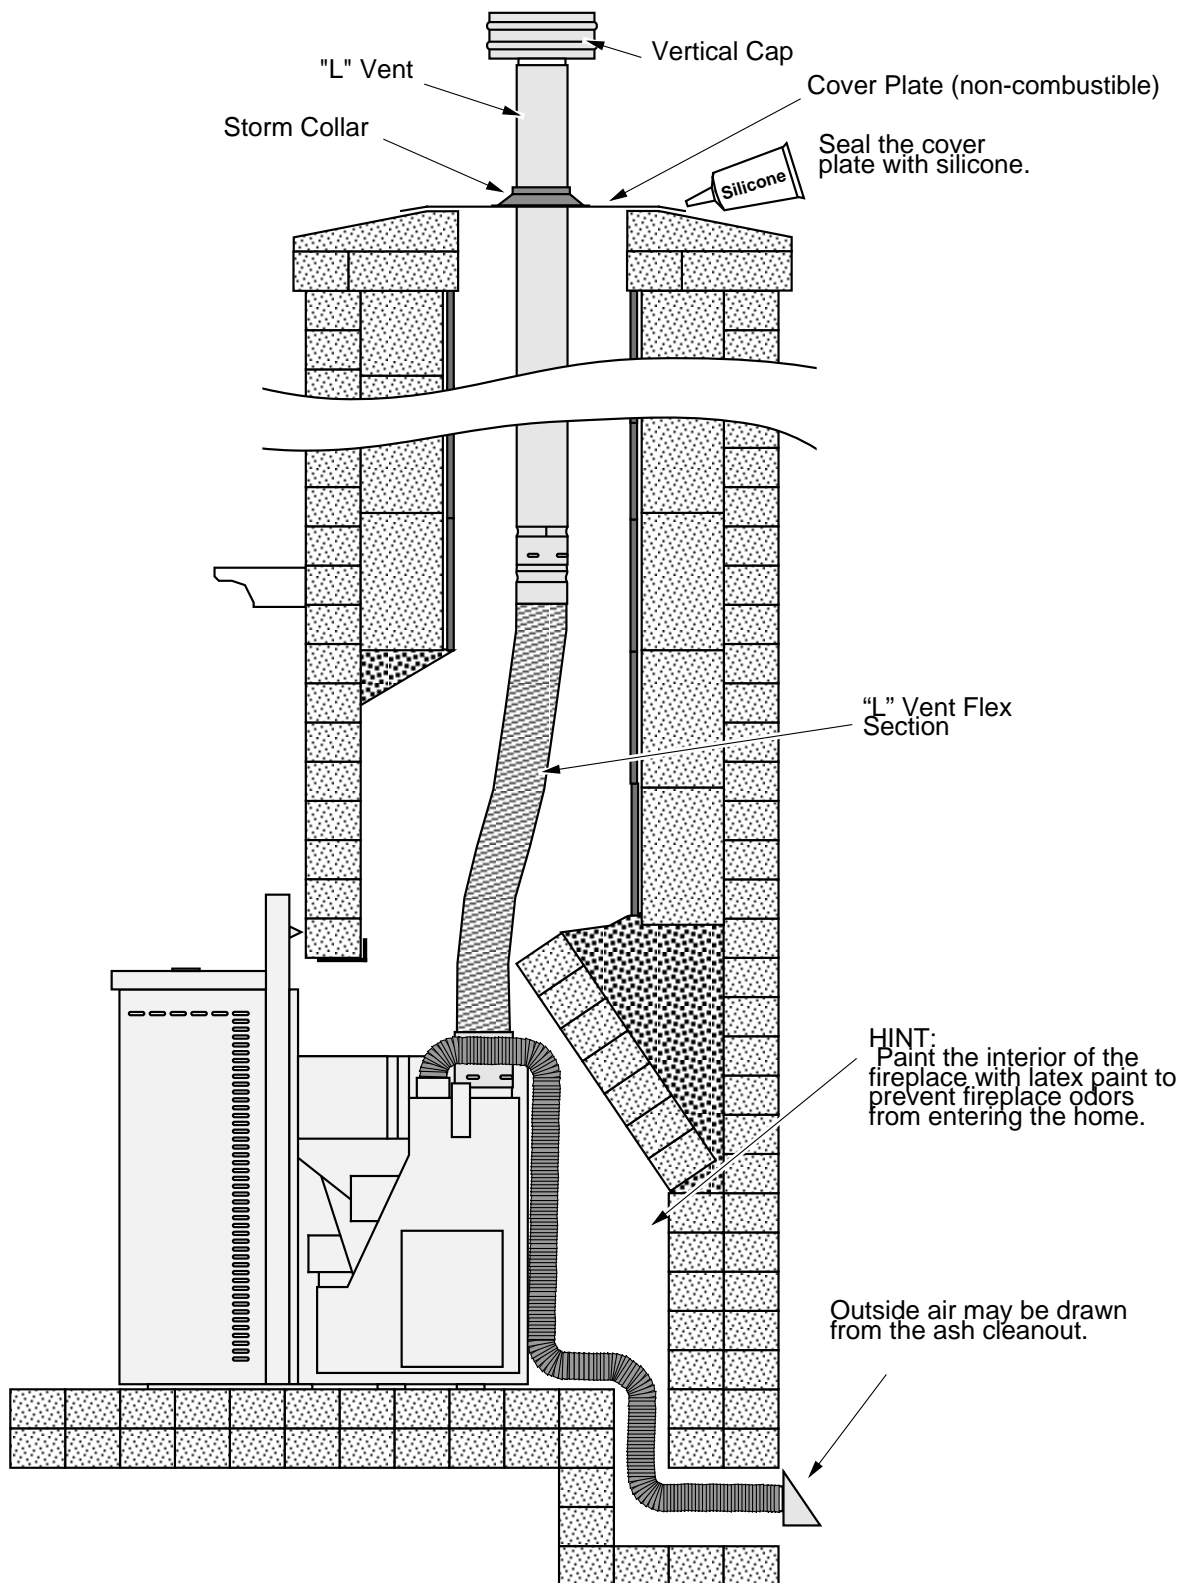 Vertical Cap
"L" Vent
Cover Plate (non-combustible)
Storm Collar
Seal the cover
plate with silicone.
Silicone
“L” Vent Flex
Section
HINT:
Paint the interior of the
fireplace with latex paint to
prevent fireplace odors
from entering the home.
Outside air may be drawn
from the ash cleanout.